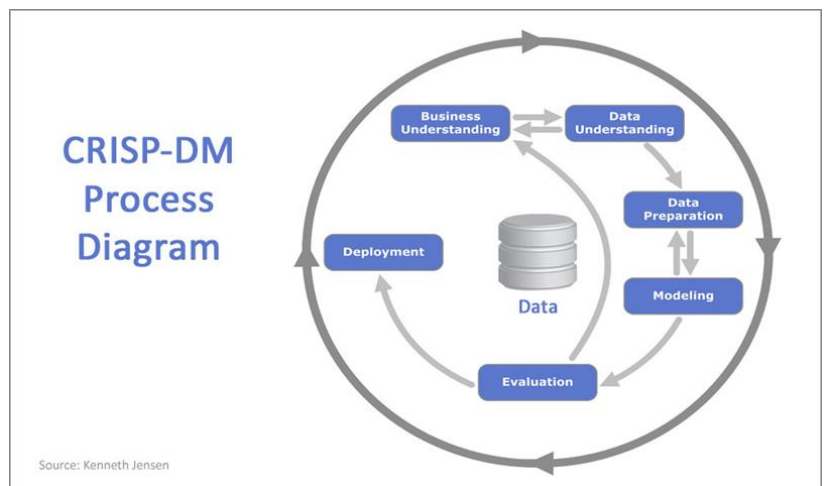 CRISP-DM
Process
Diagram
Business
Understanding
Data
Understanding
Data
Preparation
Deployment
Modeling
Data
Evaluation
Source: Kenneth Jensen